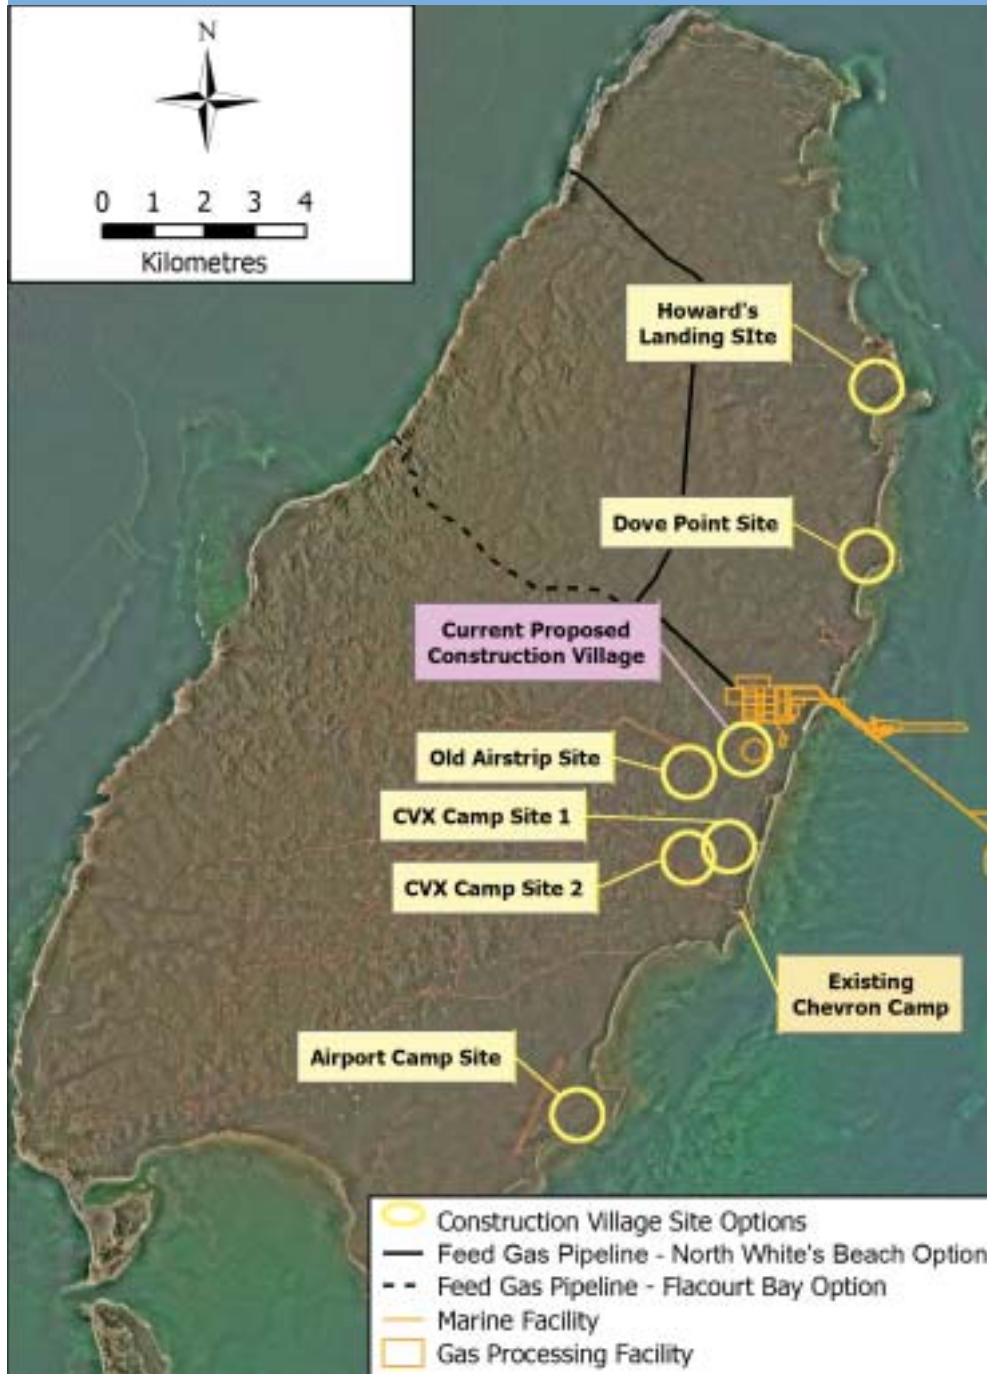 N
0 1 2 3 4
Kilometres
Howard's
Landing SIte
Dove Point Site
Current Proposed
Construction Village
Old Airstrip Site
CVX Camp Site 1
CVX Camp Site 2
Existing
Chevron Camp
Airport Camp Site
Construction Village Site Options
Feed Gas Pipeline - North White's Beach Option
Feed Gas Pipeline - Flacourt Bay Option
Marine Facility
Gas Processing Facility